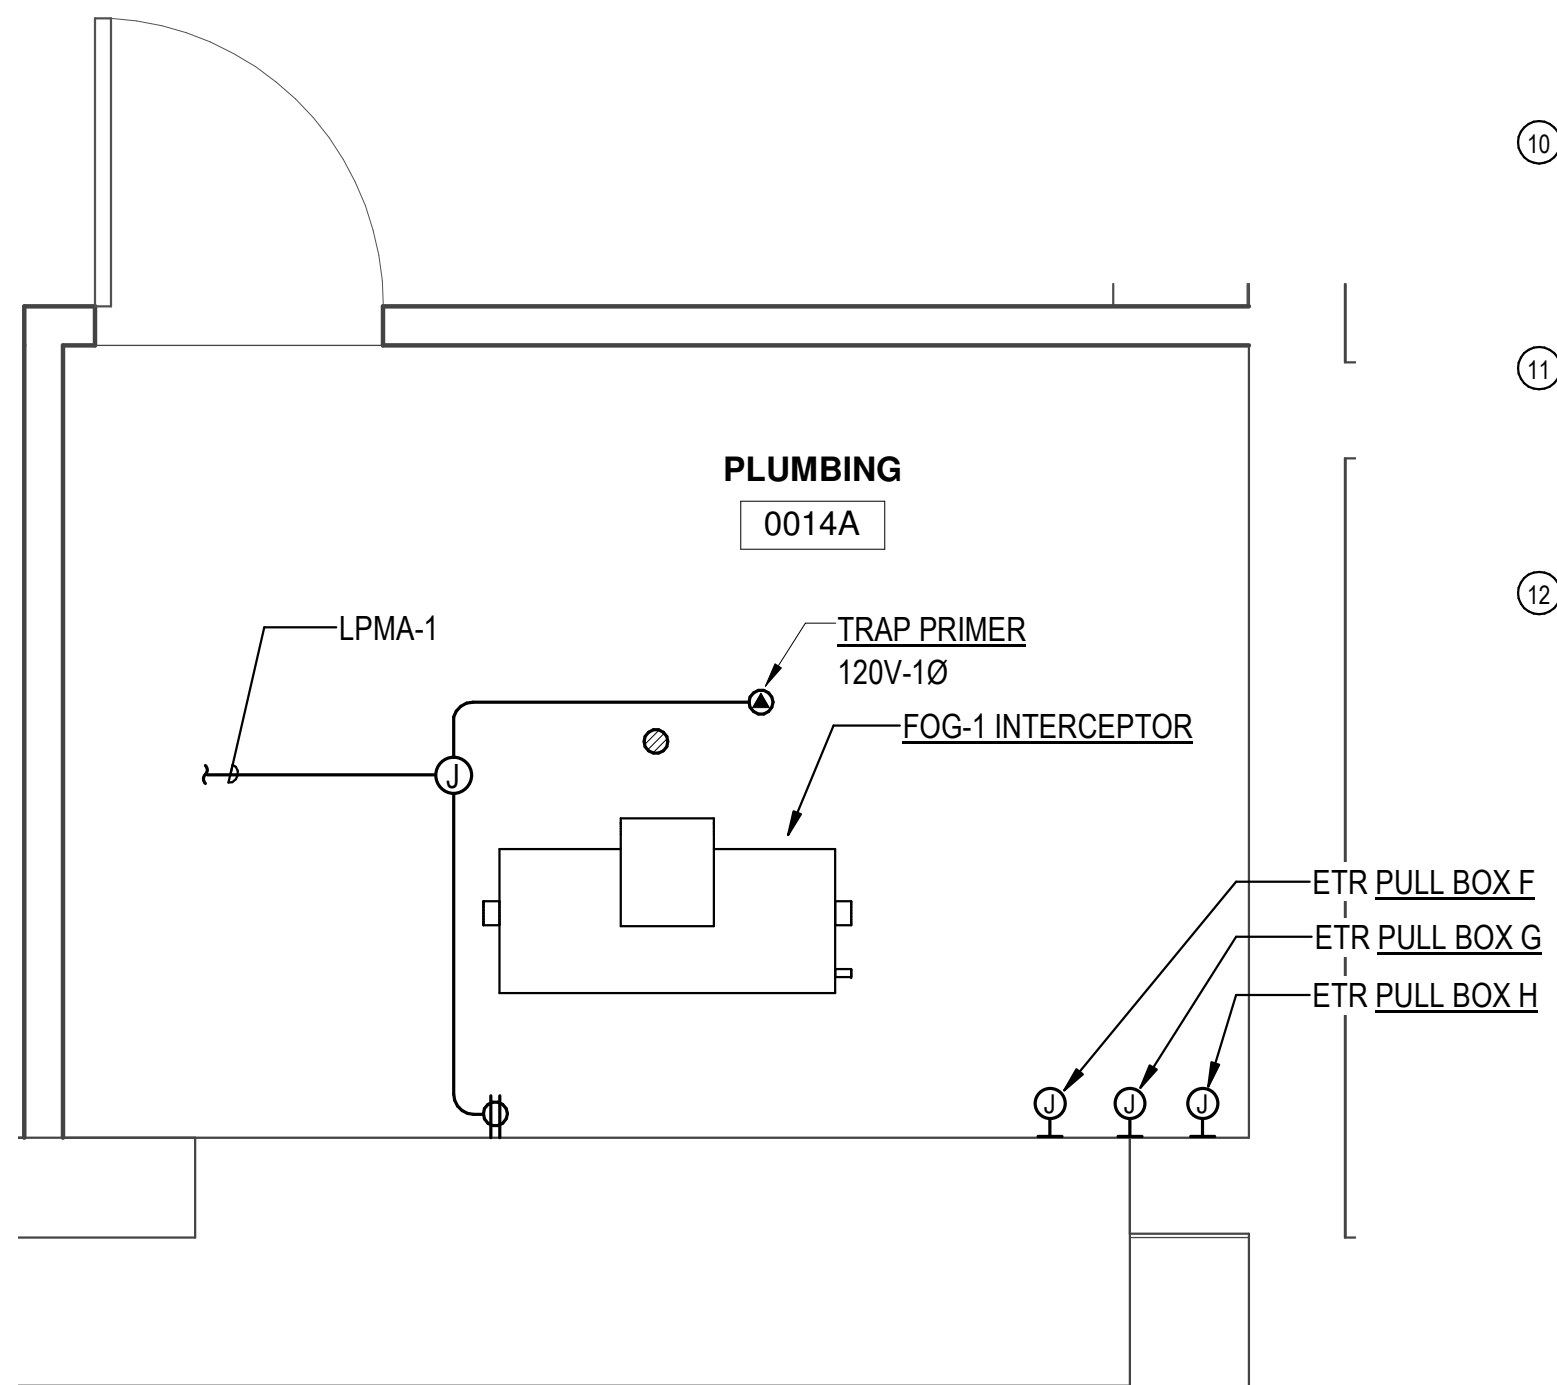 10
11
PLUMBING
0014A
12
LPMA-1
TRAP PRIMER
120V-1Ø
FOG-1 INTERCEPTOR
J
ETR PULL BOX F
ETR PULL BOX G
ETR PULL BOX H
J J J